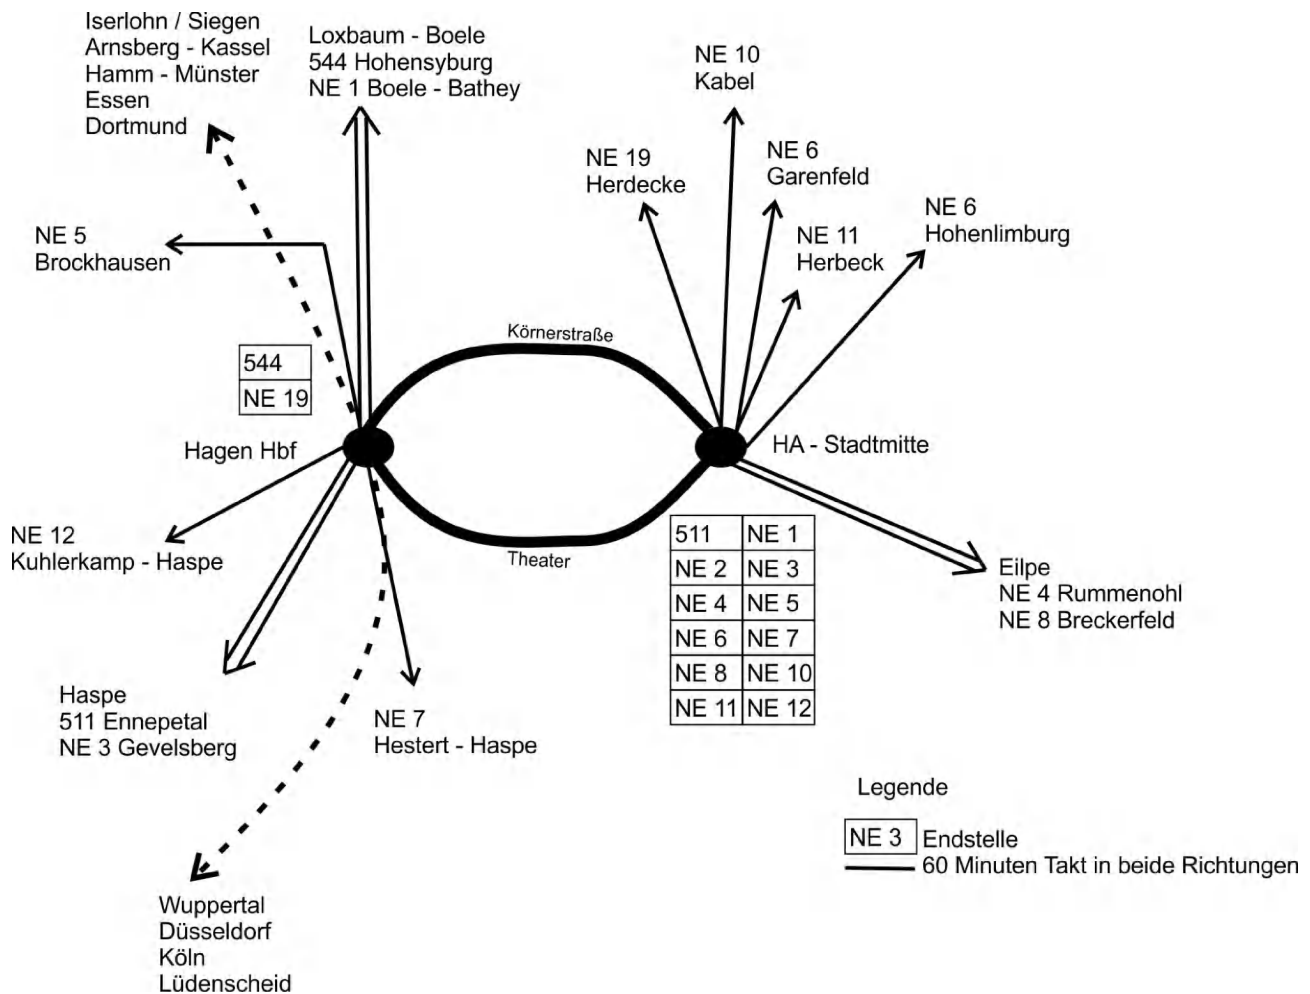 Iserlohn / Siegen
Arnsberg - Kassel
Hamm - Münster
Essen
Dortmund
Loxbaum - Boele
544 Hohensyburg
NE 1 Boele - Bathey
NE 10
Kabel
NE 19
Herdecke
NE 6
Garenfeld
NE 11
Herbeck
NE 6
Hohenlimburg
NE 5
Brockhausen
Körnerstraße
544
NE 19
Hagen Hbf
HA - Stadtmitte
NE 12
Kuhlerkamp - Haspe
Theater
511 NE 1
NE 2 NE 3
NE 4 NE 5
NE 6 NE 7
NE 8 NE 10
NE 11 NE 12
Eilpe
NE 4 Rummenohl
NE 8 Breckerfeld
Haspe
511 Ennepetal
NE 3 Gevelsberg
NE 7
Hestert - Haspe
Legende
NE 3 Endstelle
60 Minuten Takt in beide Richtungen
Wuppertal
Düsseldorf
Köln
Lüdenscheid